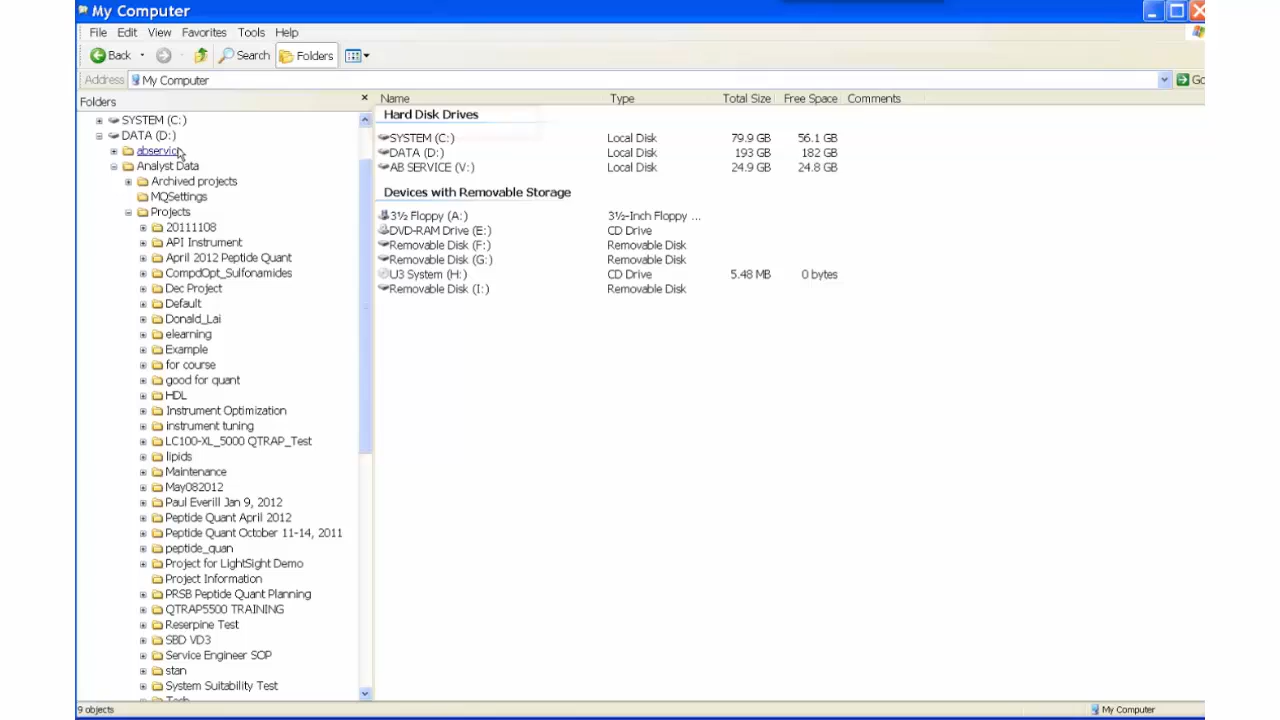 My Computer
File Edit View Favorites Tools Help
Back Search Folders
Address My Computer Go
Folders
SYSTEM (C:)
DATA (D:)
abservice
Analyst Data
Archived projects
MQSettings
Projects
20111108
API Instrument
April 2012 Peptide Quant
CompdOpt_Sulfonamides
Dec Project
Default
Donald_Lai
elearning
Example
for course
good for quant
HDL
Instrument Optimization
instrument tuning
LC100-XL_5000 QTRAP_Test
lipids
Maintenance
May082012
Paul Everill Jan 9, 2012
Peptide Quant April 2012
Peptide Quant October 11-14, 2011
peptide_quan
Project for LightSight Demo
Project Information
PRSB Peptide Quant Planning
QTRAP5500 TRAINING
Reserpine Test
SBD VD3
Service Engineer SOP
stan
System Suitability Test
Name Type Total Size Free Space Comments
Hard Disk Drives
SYSTEM (C:) Local Disk 79.9 GB 56.1 GB
DATA (D:) Local Disk 193 GB 182 GB
AB SERVICE (V:) Local Disk 24.9 GB 24.8 GB
Devices with Removable Storage
3½ Floppy (A:) 3½-Inch Floppy ...
DVD-RAM Drive (E:) CD Drive
Removable Disk (F:) Removable Disk
Removable Disk (G:) Removable Disk
U3 System (H:) CD Drive 5.48 MB 0 bytes
Removable Disk (I:) Removable Disk
9 objects My Computer